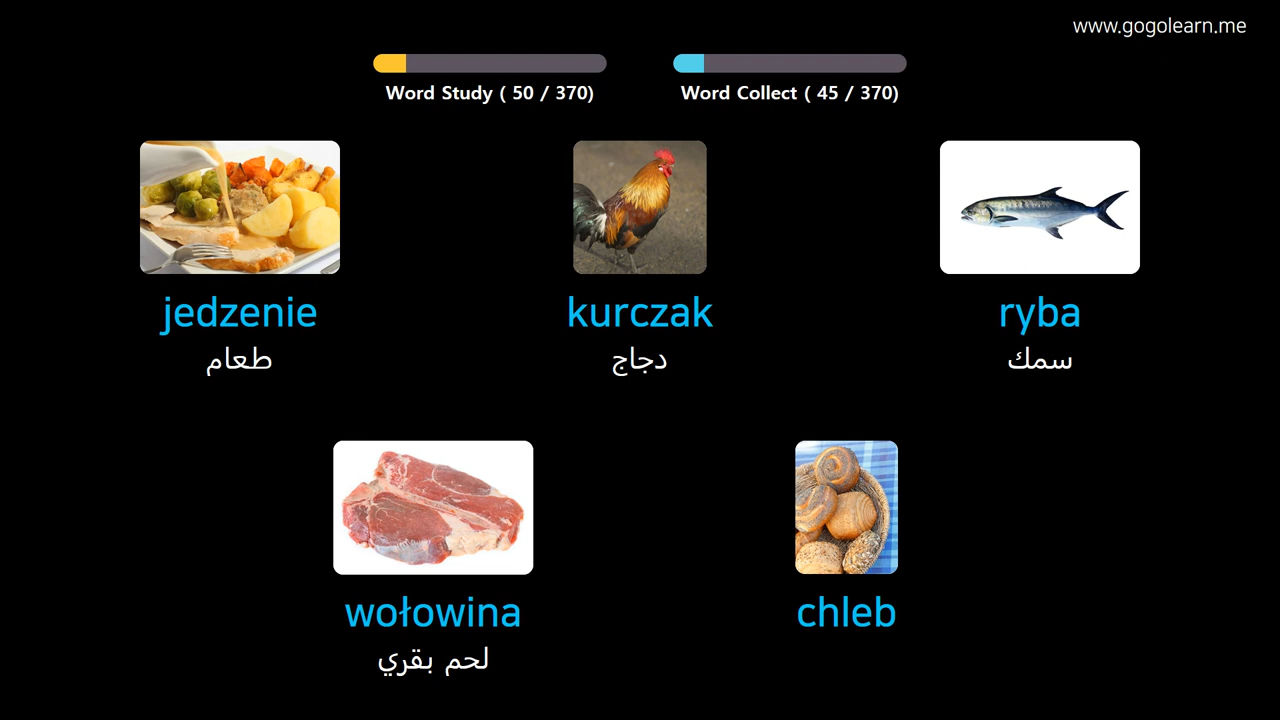 www.gogolearn.me
Word Study ( 50 / 370)
Word Collect ( 45 / 370)
jedzenie
طعام
kurczak
دجاج
ryba
سمك
wołowina
لحم بقري
chleb